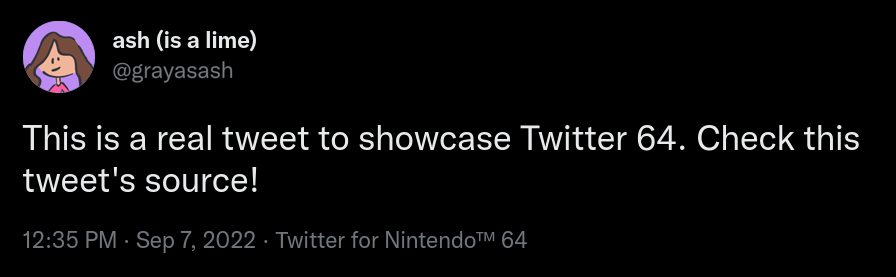 ash (is a lime)
@grayasash
This is a real tweet to showcase Twitter 64. Check this
tweet's source!
12:35 PM · Sep 7, 2022 · Twitter for Nintendo™ 64